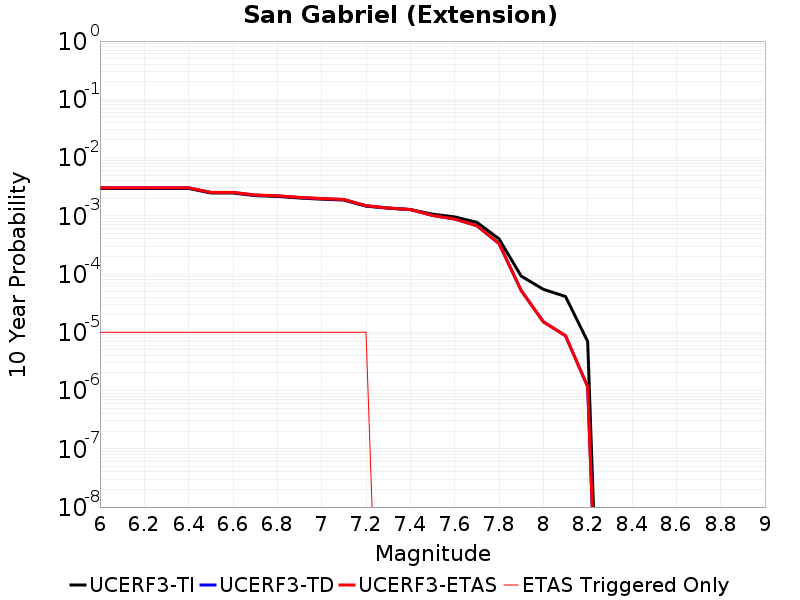 San Gabriel (Extension)
10^0
10^-1
10^-2
10^-3
10^-4
10^-5
10^-6
10^-7
10^-8
10 Year Probability
6 6.2 6.4 6.6 6.8 7 7.2 7.4 7.6 7.8 8 8.2 8.4 8.6 8.8 9
Magnitude
UCERF3-TI UCERF3-TD UCERF3-ETAS ETAS Triggered Only